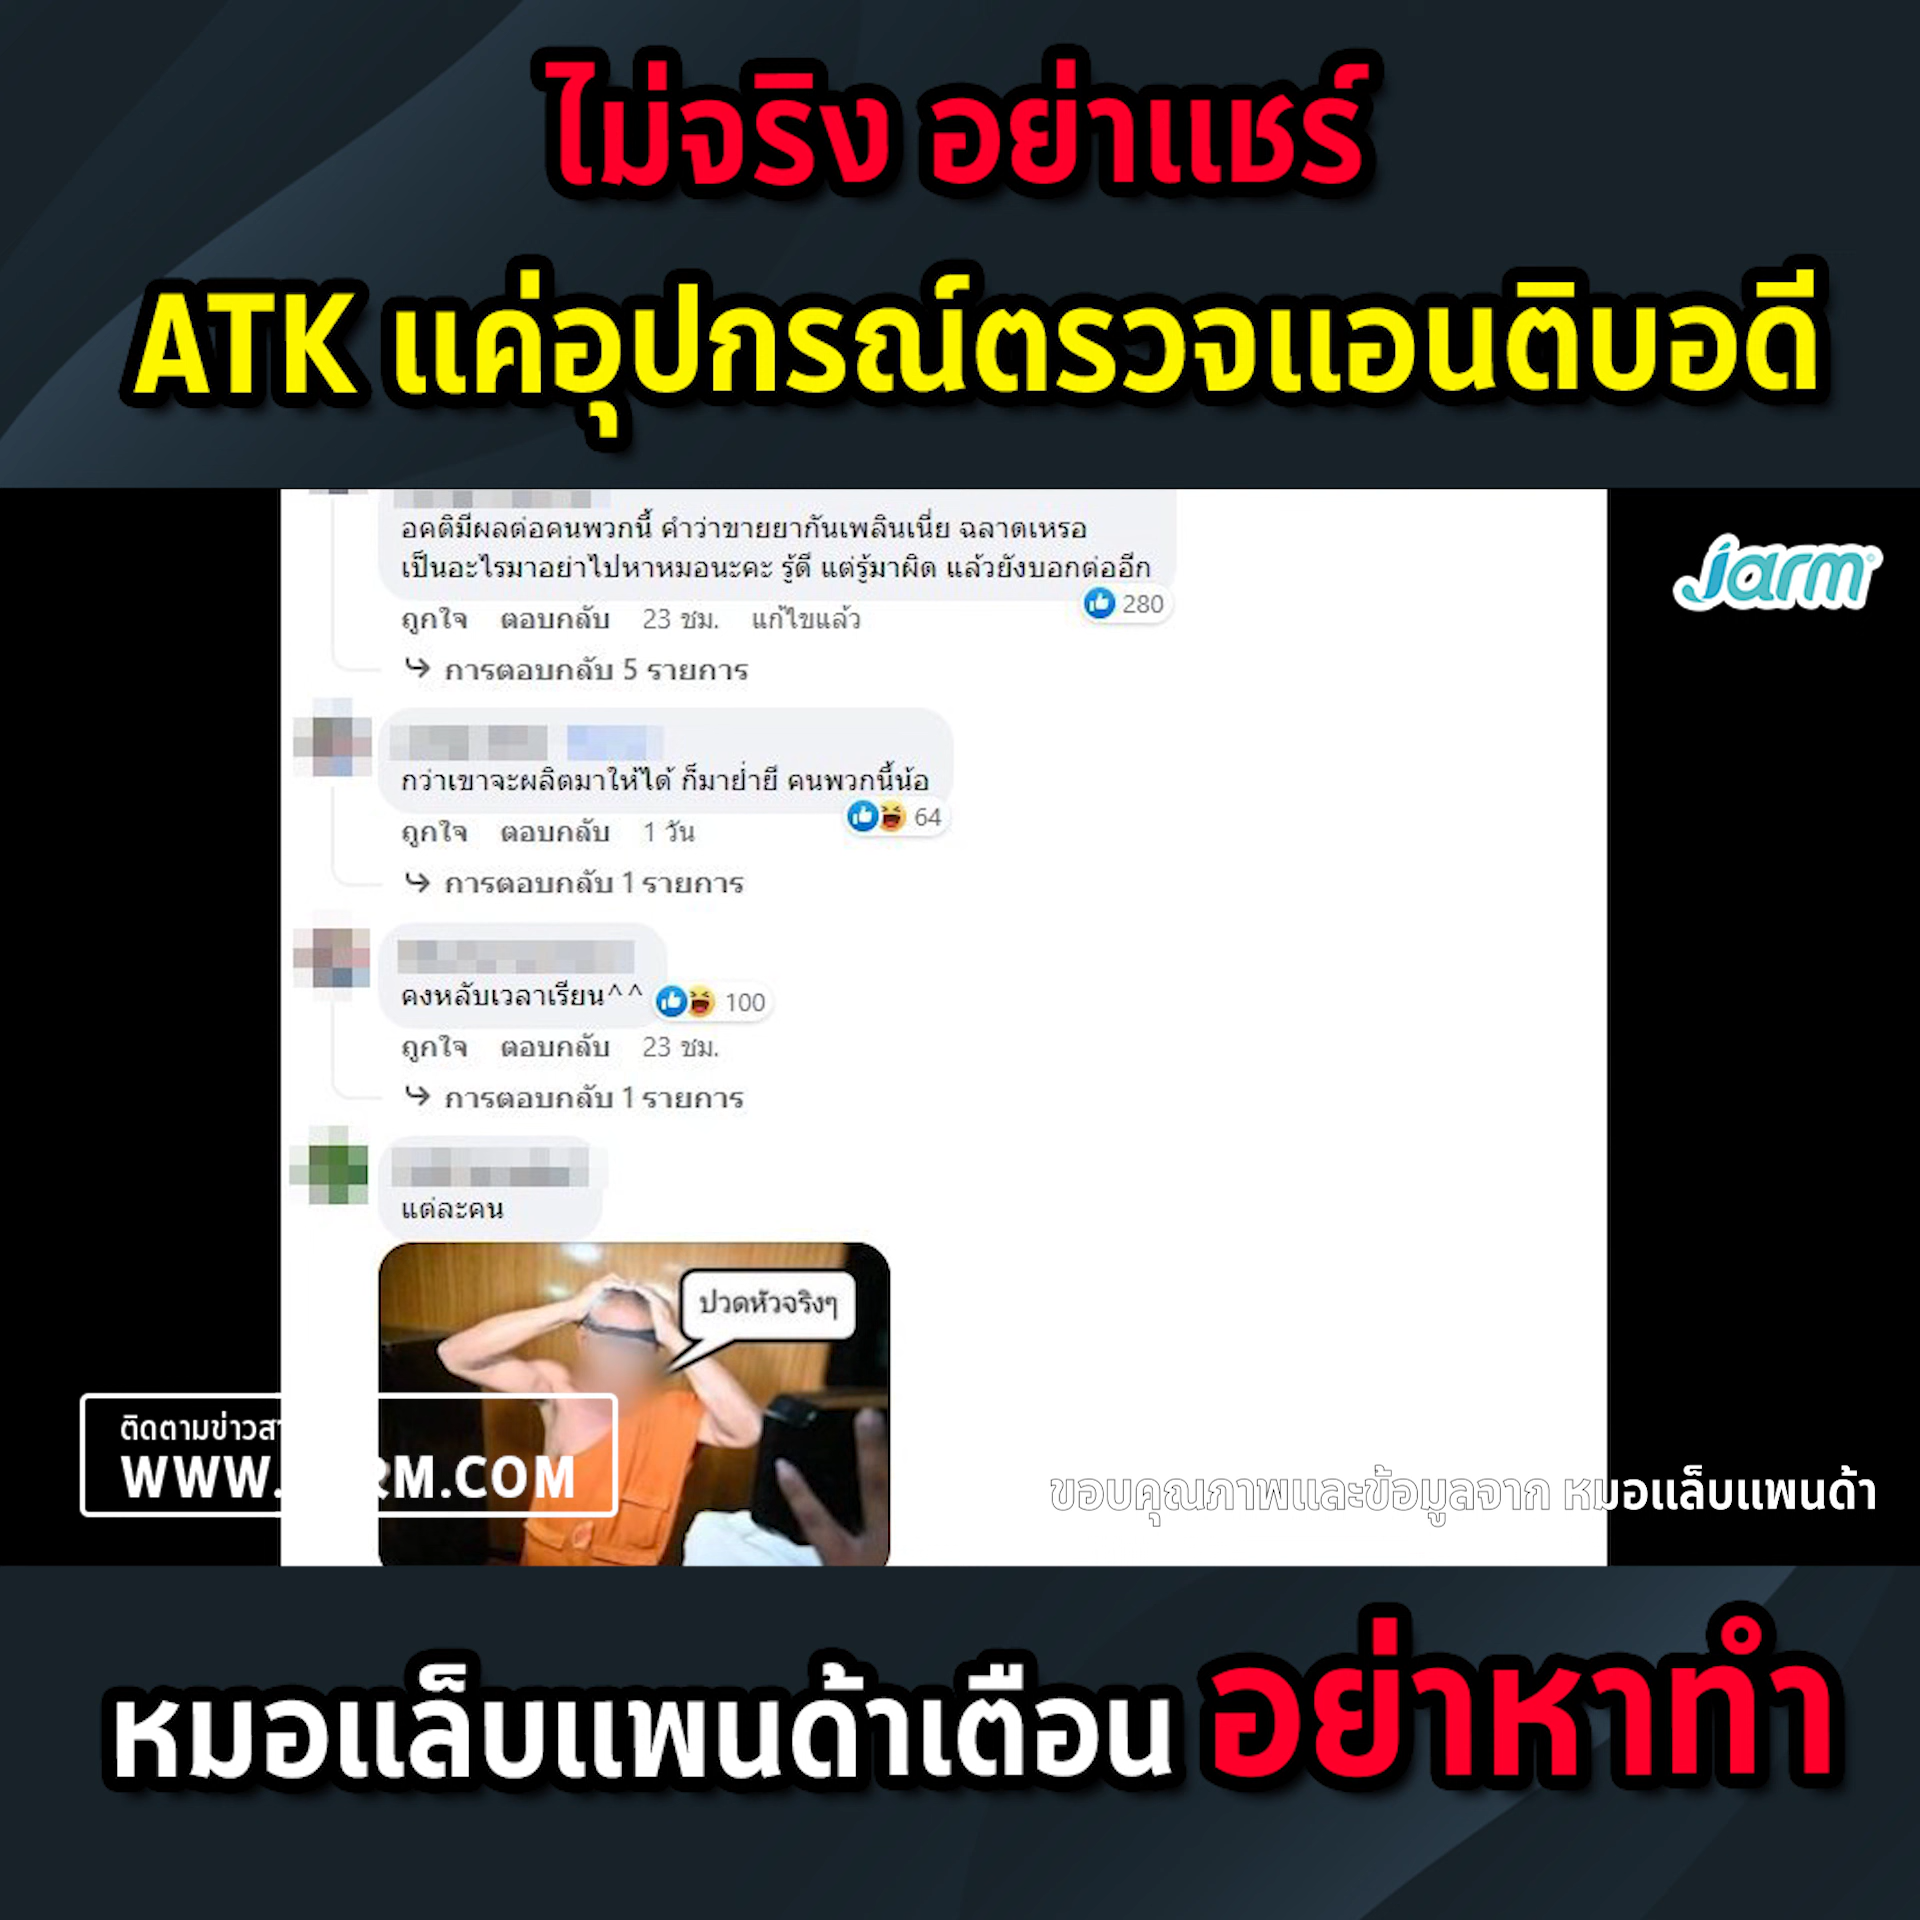 ไม่จริง อย่าแชร์
ATK แค่อุปกรณ์ตรวจแอนติบอดี
อคติมีผลต่อคนพวกนี้ คำว่าขายยากันเพลินเนี่ย ฉลาดเหรอ
เป็นอะไรมาอย่าไปหาหมอนะคะ รู้ดี แต่รู้มาผิด แล้วยังบอกต่ออีก
280
ถูกใจ ตอบกลับ 23 ชม. แก้ไขแล้ว
การตอบกลับ 5 รายการ
jarm
กว่าเขาจะผลิตมาให้ได้ ก็มาย่ำยี คนพวกนี้น้อ
64
ถูกใจ ตอบกลับ 1 วัน
การตอบกลับ 1 รายการ
คงหลับเวลาเรียน^^
100
ถูกใจ ตอบกลับ 23 ชม.
การตอบกลับ 1 รายการ
แต่ละคน
ปวดหัวจริงๆ
ติดตามข่าวส
WWW. RM.COM
ขอบคุณภาพและข้อมูลจาก หมอแล็บแพนด้า
หมอแล็บแพนด้าเตือน อย่าหาทำ